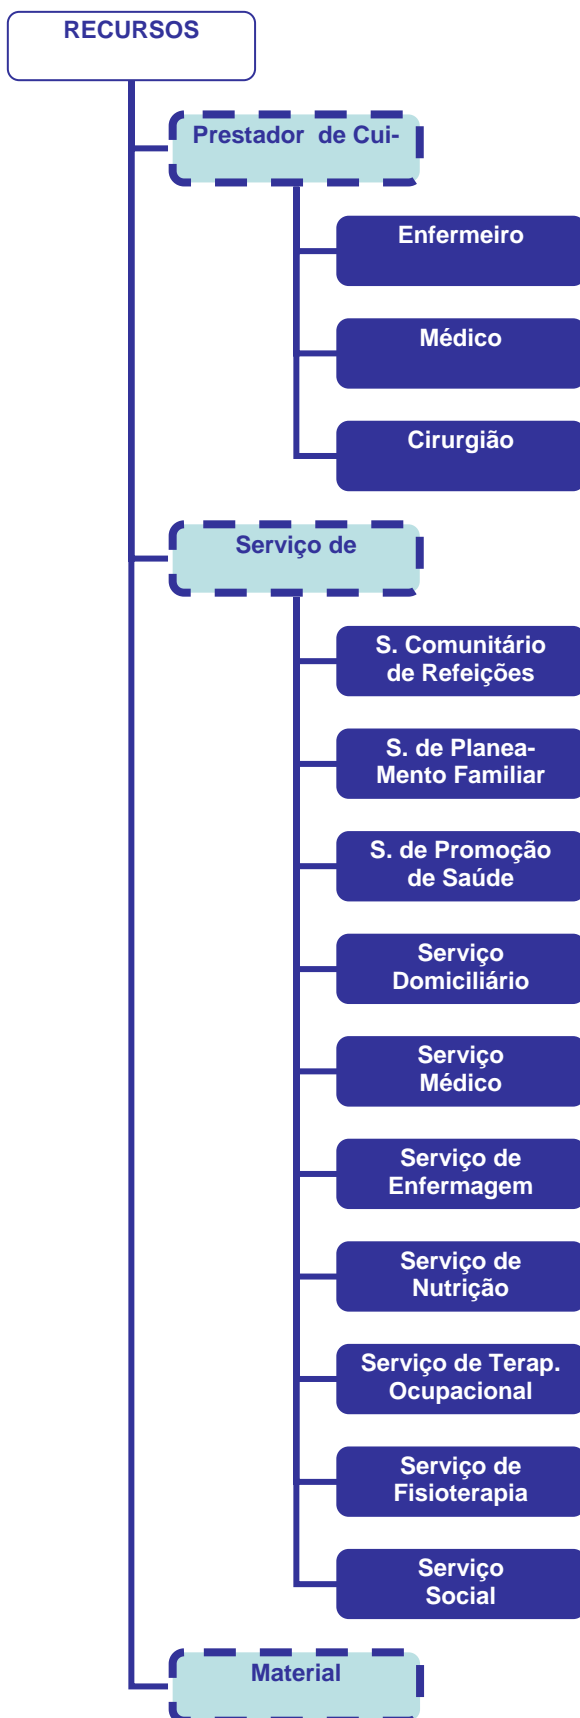 RECURSOS
Prestador de Cui-
Enfermeiro
Médico
Cirurgião
Serviço de
S. Comunitário
de Refeições
S. de Planea-
Mento Familiar
S. de Promoção
de Saúde
Serviço
Domiciliário
Serviço
Médico
Serviço de
Enfermagem
Serviço de
Nutrição
Serviço de Terap.
Ocupacional
Serviço de
Fisioterapia
Serviço
Social
Material